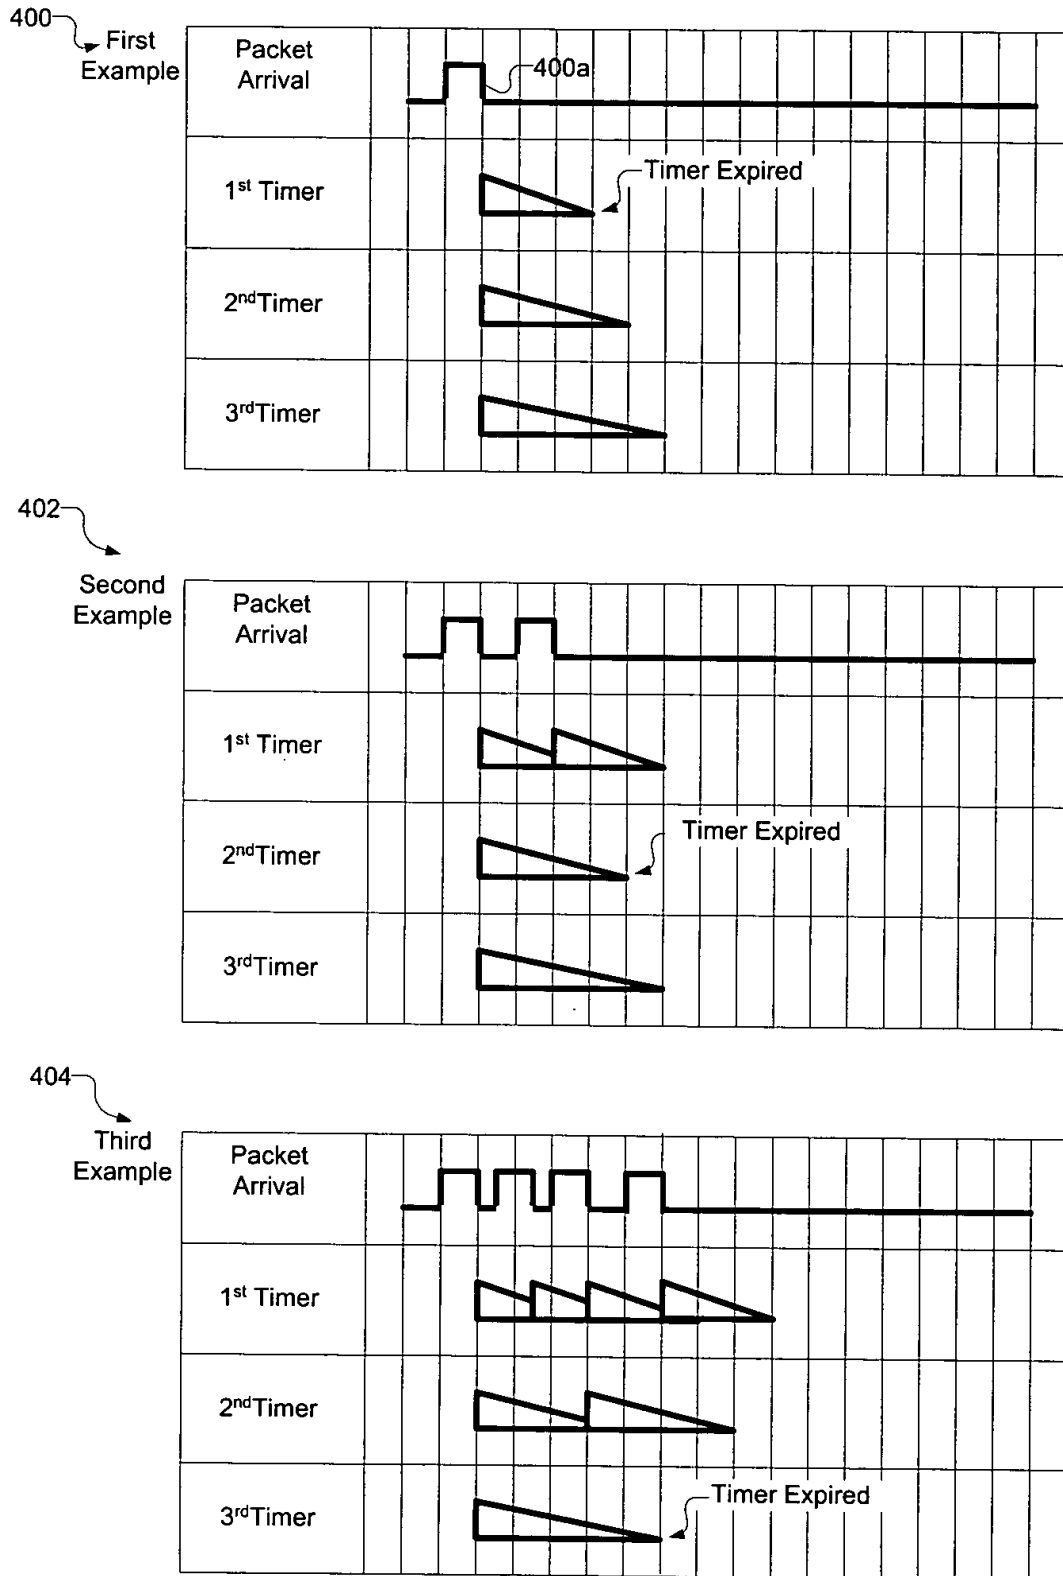 400
First
Example
Packet
Arrival
400a
1st Timer
Timer Expired
2ndTimer
3rdTimer
402
Second
Example
Packet
Arrival
1st Timer
2ndTimer
Timer Expired
3rdTimer
404
Third
Example
Packet
Arrival
1st Timer
2ndTimer
3rdTimer
Timer Expired